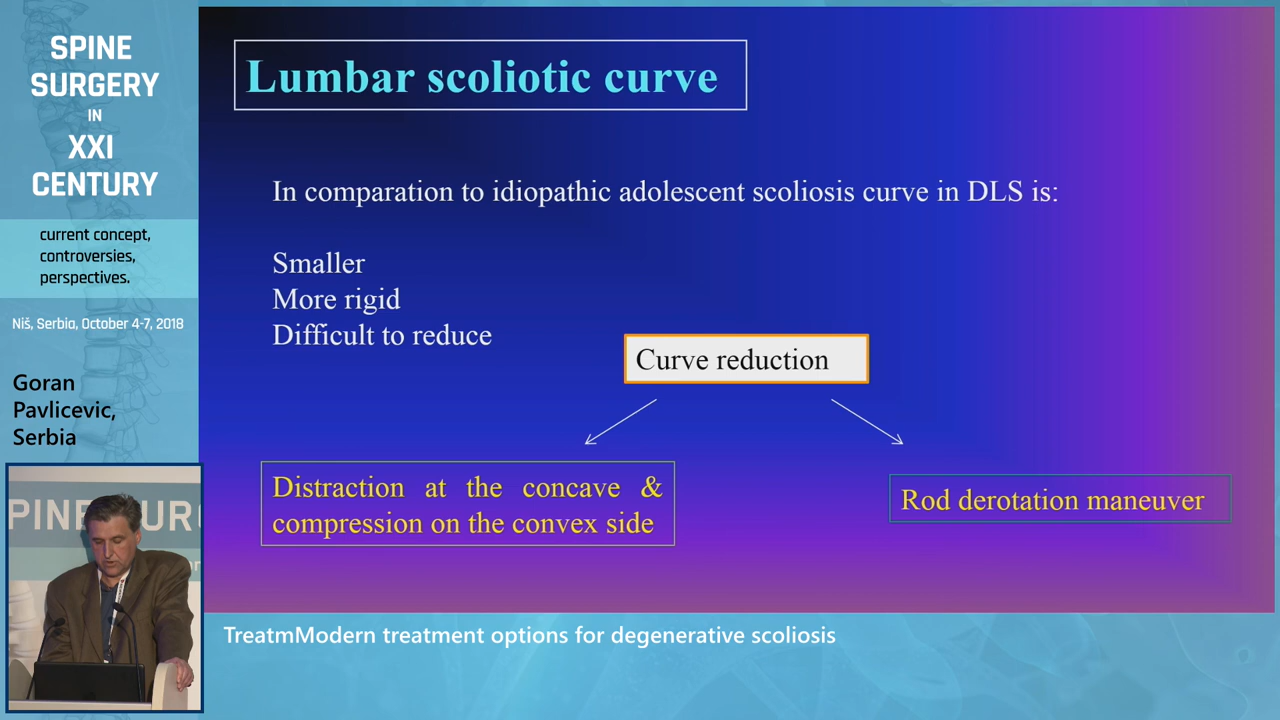 SPINE
SURGERY
IN
XXI
CENTURY
current concept,
controversies,
perspectives.
Niš, Serbia, October 4-7, 2018
Goran
Pavlicevic,
Serbia
Lumbar scoliotic curve
In comparation to idiopathic adolescent scoliosis curve in DLS is:
Smaller
More rigid
Difficult to reduce
Curve reduction
Distraction at the concave &
compression on the convex side
Rod derotation maneuver
PINE SUR
TreatmModern treatment options for degenerative scoliosis